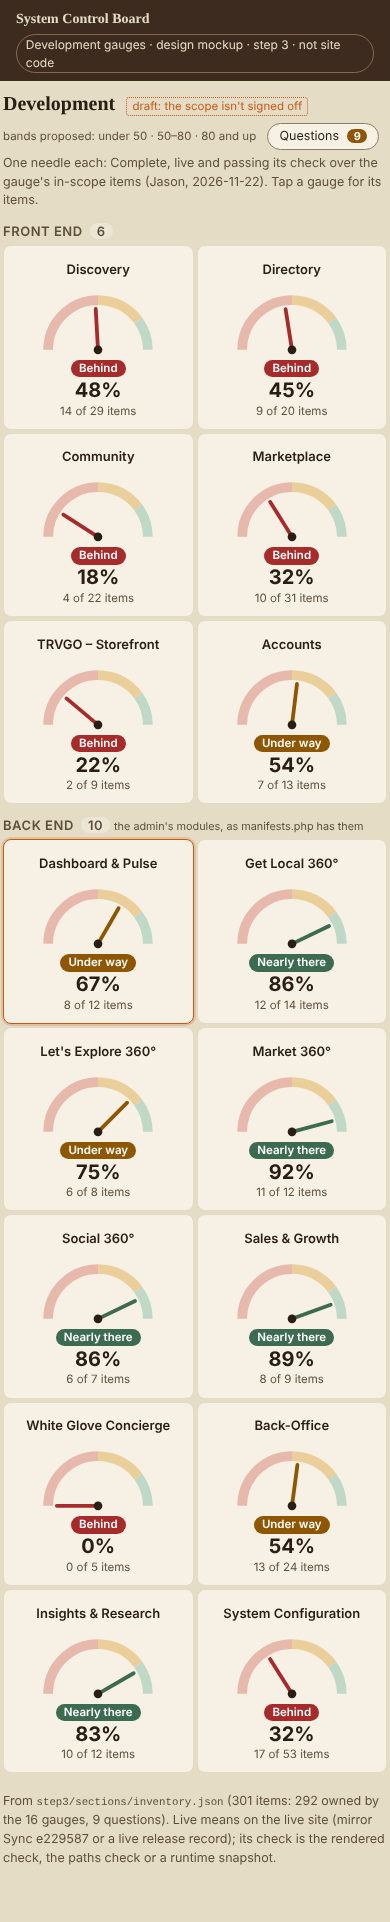 System Control Board
Development gauges · design mockup · step 3 · not site
code
Development
draft: the scope isn't signed off
bands proposed: under 50 · 50–80 · 80 and up
Questions 9
One needle each: Complete, live and passing its check over the
gauge's in-scope items (Jason, 2026-11-22). Tap a gauge for its
items.
FRONT END 6
Discovery
Behind
48%
14 of 29 items
Directory
Behind
45%
9 of 20 items
Community
Behind
18%
4 of 22 items
Marketplace
Behind
32%
10 of 31 items
TRVGO – Storefront
Behind
22%
2 of 9 items
Accounts
Under way
54%
7 of 13 items
BACK END 10 the admin's modules, as manifests.php has them
Dashboard & Pulse
Under way
67%
8 of 12 items
Get Local 360°
Nearly there
86%
12 of 14 items
Let's Explore 360°
Under way
75%
6 of 8 items
Market 360°
Nearly there
92%
11 of 12 items
Social 360°
Nearly there
86%
6 of 7 items
Sales & Growth
Nearly there
89%
8 of 9 items
White Glove Concierge
Behind
0%
0 of 5 items
Back-Office
Under way
54%
13 of 24 items
Insights & Research
Nearly there
83%
10 of 12 items
System Configuration
Behind
32%
17 of 53 items
From step3/sections/inventory.json (301 items: 292 owned by
the 16 gauges, 9 questions). Live means on the live site (mirror
Sync e229587 or a live release record); its check is the rendered
check, the paths check or a runtime snapshot.